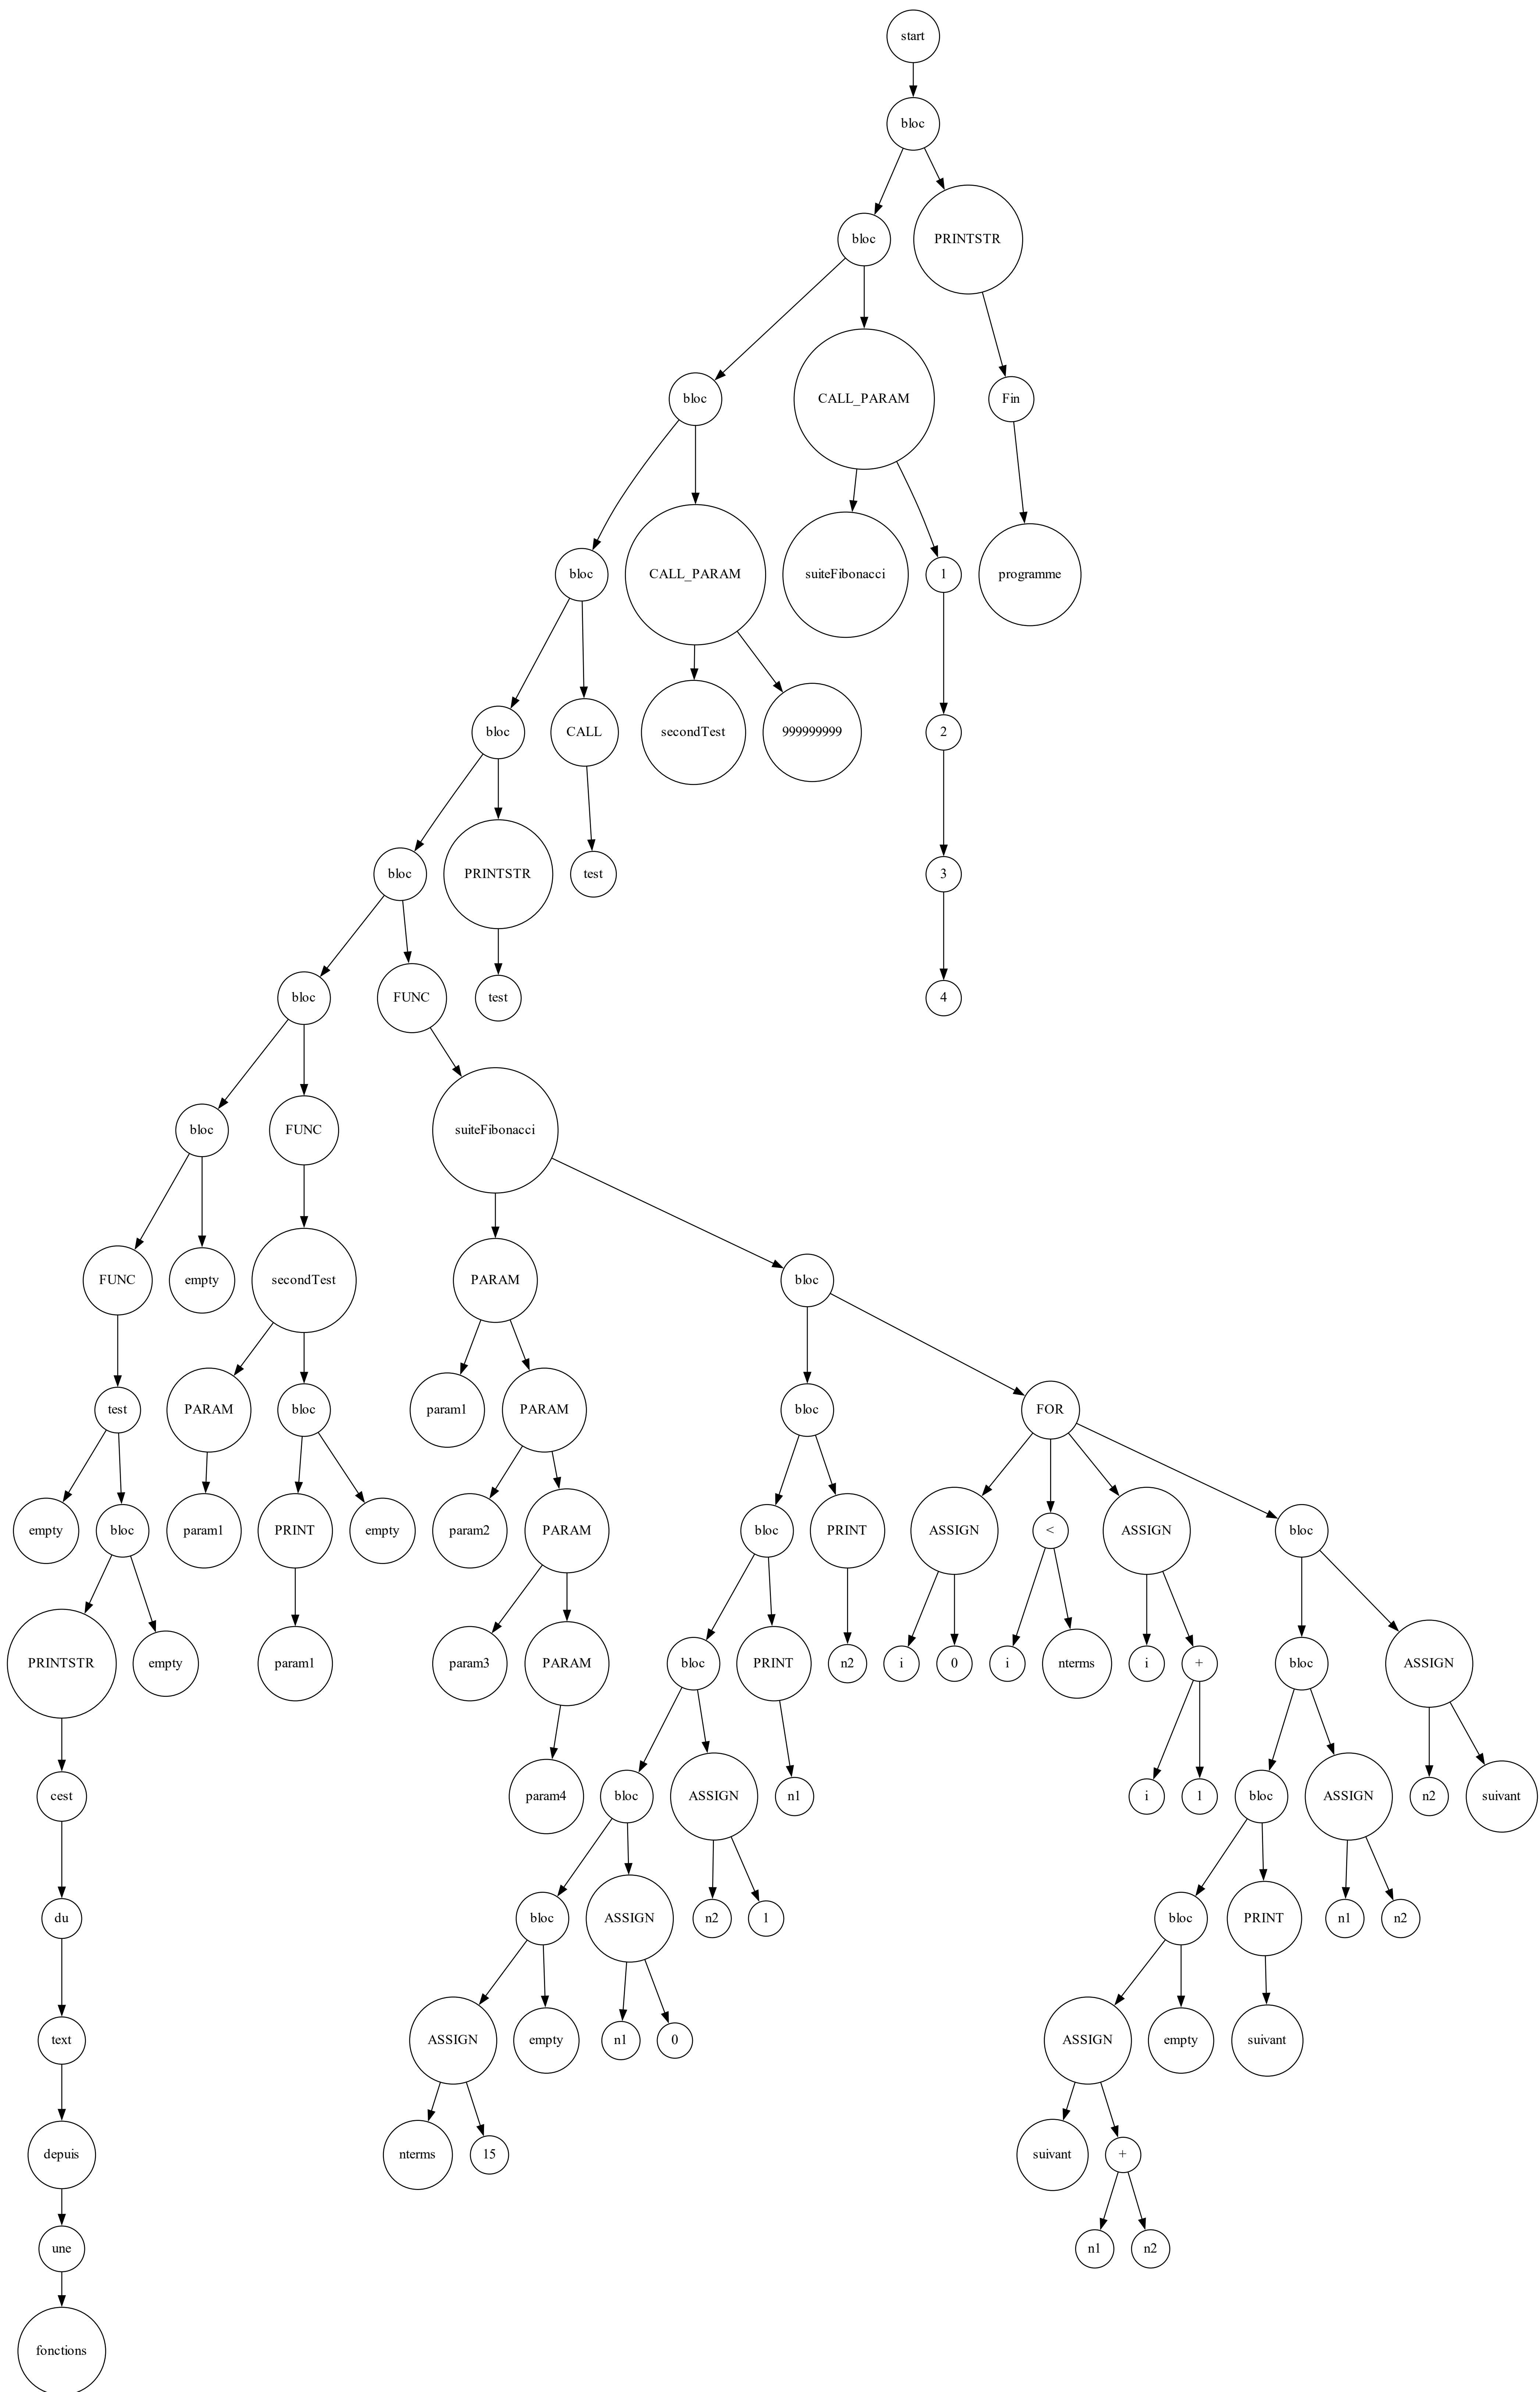 start
bloc
bloc
PRINTSTR
bloc
CALL_PARAM
Fin
bloc
CALL_PARAM
suiteFibonacci
1
programme
bloc
CALL
secondTest
999999999
2
bloc
PRINTSTR
test
3
bloc
FUNC
test
4
bloc
FUNC
suiteFibonacci
FUNC
empty
secondTest
PARAM
bloc
test
PARAM
bloc
param1
PARAM
bloc
FOR
empty
bloc
param1
PRINT
empty
param2
PARAM
bloc
PRINT
ASSIGN
<
ASSIGN
bloc
PRINTSTR
empty
param1
param3
PARAM
bloc
PRINT
n2
i
0
i
nterms
i
+
bloc
ASSIGN
cest
param4
bloc
ASSIGN
n1
i
1
bloc
ASSIGN
n2
suivant
du
bloc
ASSIGN
n2
1
bloc
PRINT
n1
n2
text
ASSIGN
empty
n1
0
ASSIGN
empty
suivant
depuis
nterms
15
suivant
+
une
n1
n2
fonctions